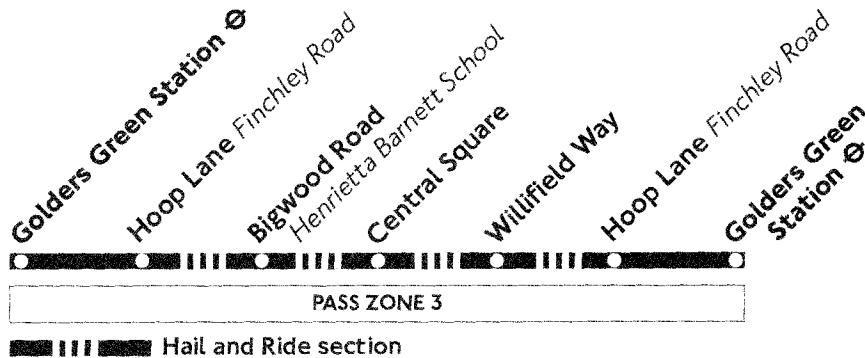 Golders Green Station
Hoop Lane Finchley Road
Bigwood Road
Henrietta Barnett School
Central Square
Willifield Way
Hoop Lane Finchley Road
Golders Green
Station
PASS ZONE 3
Hail and Ride section